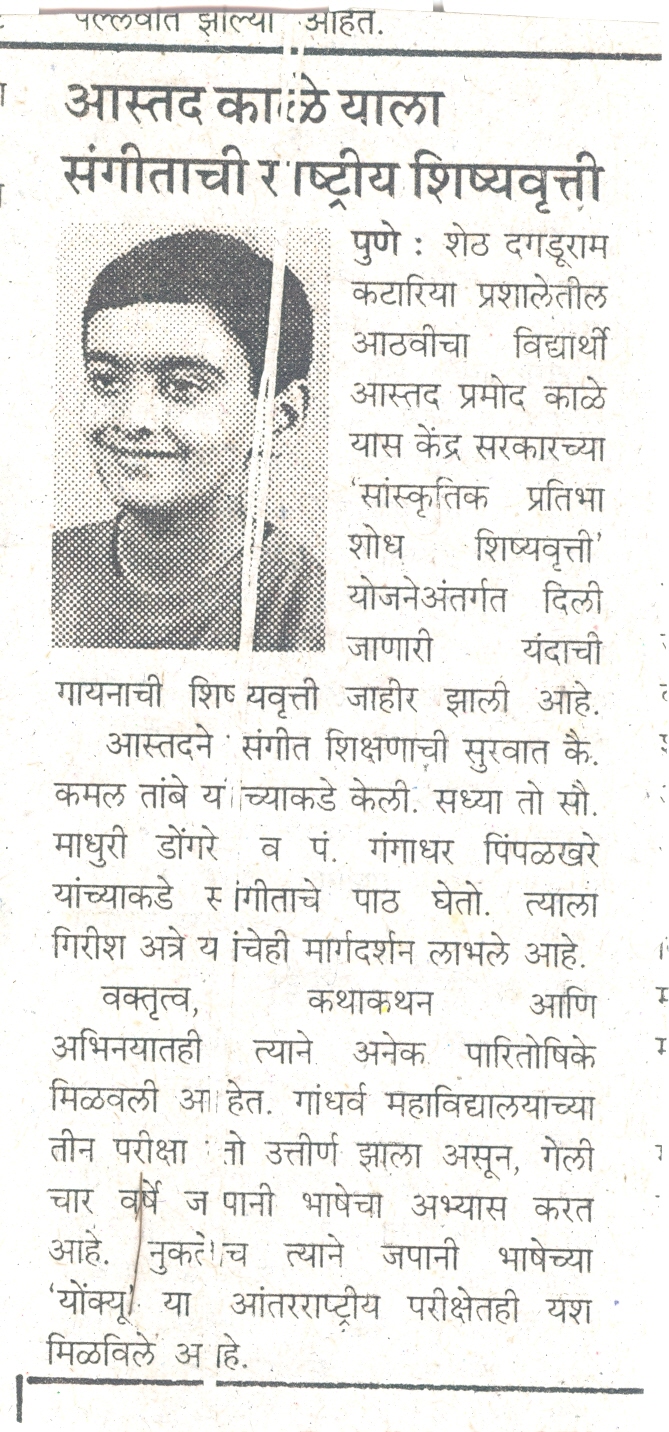 पल्लवीत झाल्या आहेत.
आस्तद काळे याला
संगीताची राष्ट्रीय शिष्यवृत्ती
पुणे : शेठ दगडूराम
कटारिया प्रशालेतील
आठवीचा विद्यार्थी
आस्तद प्रमोद काळे
यास केंद्र सरकारच्या
'सांस्कृतिक प्रतिभा
शोध शिष्यवृत्ती'
योजनेअंतर्गत दिली
जाणारी यंदाची
गायनाची शिष्यवृत्ती जाहीर झाली आहे.
आस्तदने संगीत शिक्षणाची सुरवात कै.
कमल तांबे यांच्याकडे केली. सध्या तो सौ.
माधुरी डोंगरे व पं. गंगाधर पिंपळखरे
यांच्याकडे संगीताचे पाठ घेतो. त्याला
गिरीश अत्रे यांचेही मार्गदर्शन लाभले आहे.
वक्तृत्व, कथाकथन आणि
अभिनयातही त्याने अनेक पारितोषिके
मिळवली आहेत. गांधर्व महाविद्यालयाच्या
तीन परीक्षा तो उत्तीर्ण झाला असून, गेली
चार वर्षे जपानी भाषेचा अभ्यास करत
आहे. नुकतेच त्याने जपानी भाषेच्या
'योंक्यू' या आंतरराष्ट्रीय परीक्षेतही यश
मिळविले आहे.